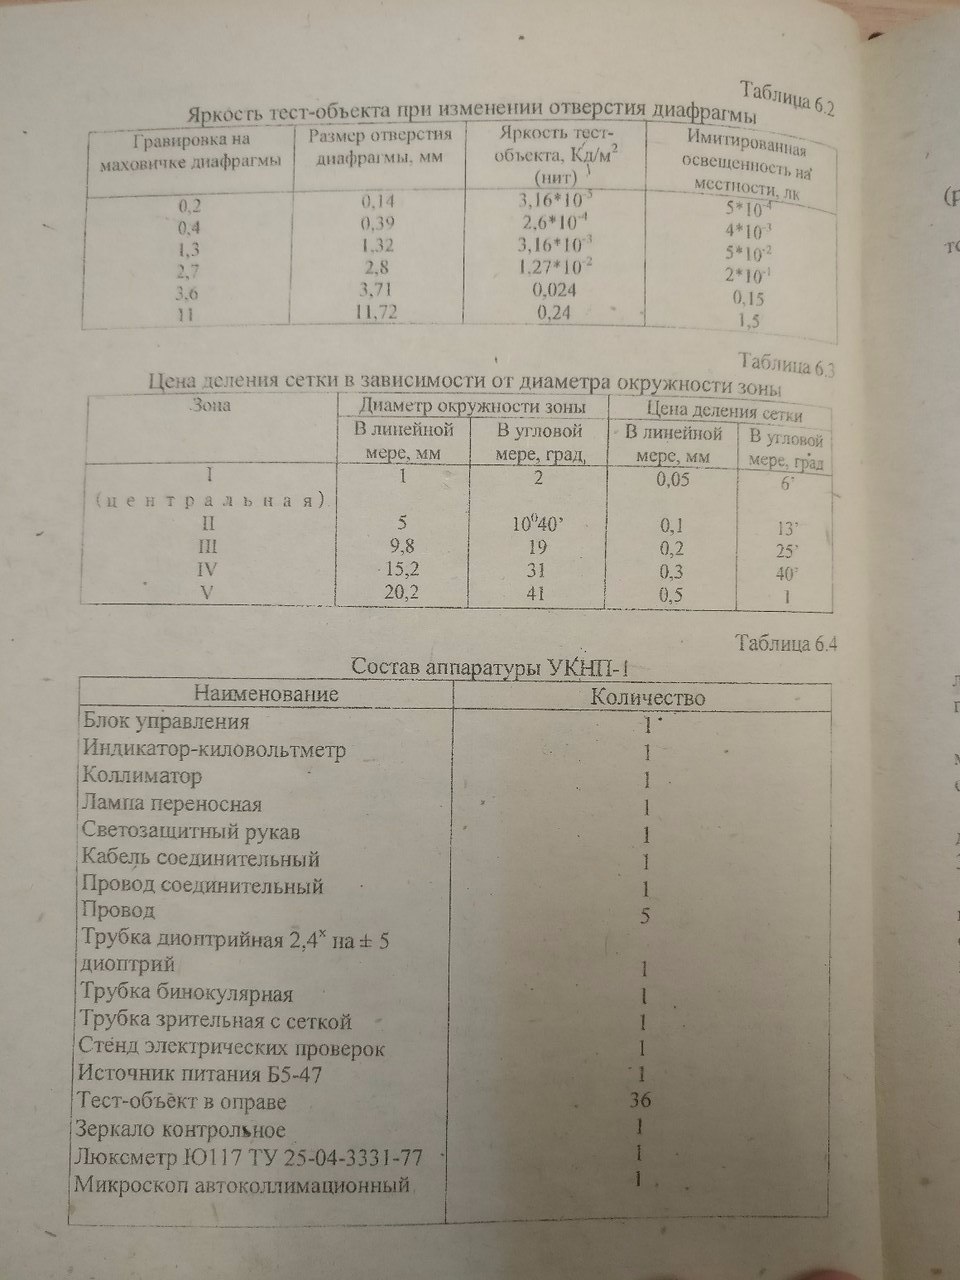 Таблица 6.2
Яркость тест-объекта при изменении отверстия диафрагмы
Гравировка на маховичке диафрагмы | Размер отверстия диафрагмы, мм | Яркость тест-объекта, Кд/м² (нит) | Имитированная освещенность на местности, лк
0,2 | 0,14 | 3,16*10⁻⁵ | 5*10⁻⁴
0,4 | 0,39 | 2,6*10⁻⁴ | 4*10⁻³
1,3 | 1,32 | 3,16*10⁻³ | 5*10⁻²
2,7 | 2,8 | 1,27*10⁻² | 2*10⁻¹
3,6 | 3,71 | 0,024 | 0,15
11 | 11,72 | 0,24 | 1,5
Таблица 6.3
Цена деления сетки в зависимости от диаметра окружности зоны
Зона | Диаметр окружности зоны | Цена деления сетки
В линейной мере, мм | В угловой мере, град, | В линейной мере, мм | В угловой мере, град
I (центральная) | 1 | 2 | 0,05 | 6'
II | 5 | 10⁰40' | 0,1 | 13'
III | 9,8 | 19 | 0,2 | 25'
IV | 15,2 | 31 | 0,3 | 40'
V | 20,2 | 41 | 0,5 | 1
Таблица 6.4
Состав аппаратуры УКНП-1
Наименование | Количество
Блок управления | 1
Индикатор-киловольтметр | 1
Коллиматор | 1
Лампа переносная | 1
Светозащитный рукав | 1
Кабель соединительный | 1
Провод соединительный | 1
Провод | 5
Трубка диоптрийная 2,4ˣ на ± 5
диоптрий | 1
Трубка бинокулярная | 1
Трубка зрительная с сеткой | 1
Стенд электрических проверок | 1
Источник питания Б5-47 | 1
Тест-объект в оправе | 36
Зеркало контрольное | 1
Люксметр Ю117 ТУ 25-04-3331-77 | 1
Микроскоп автоколлимационный | 1